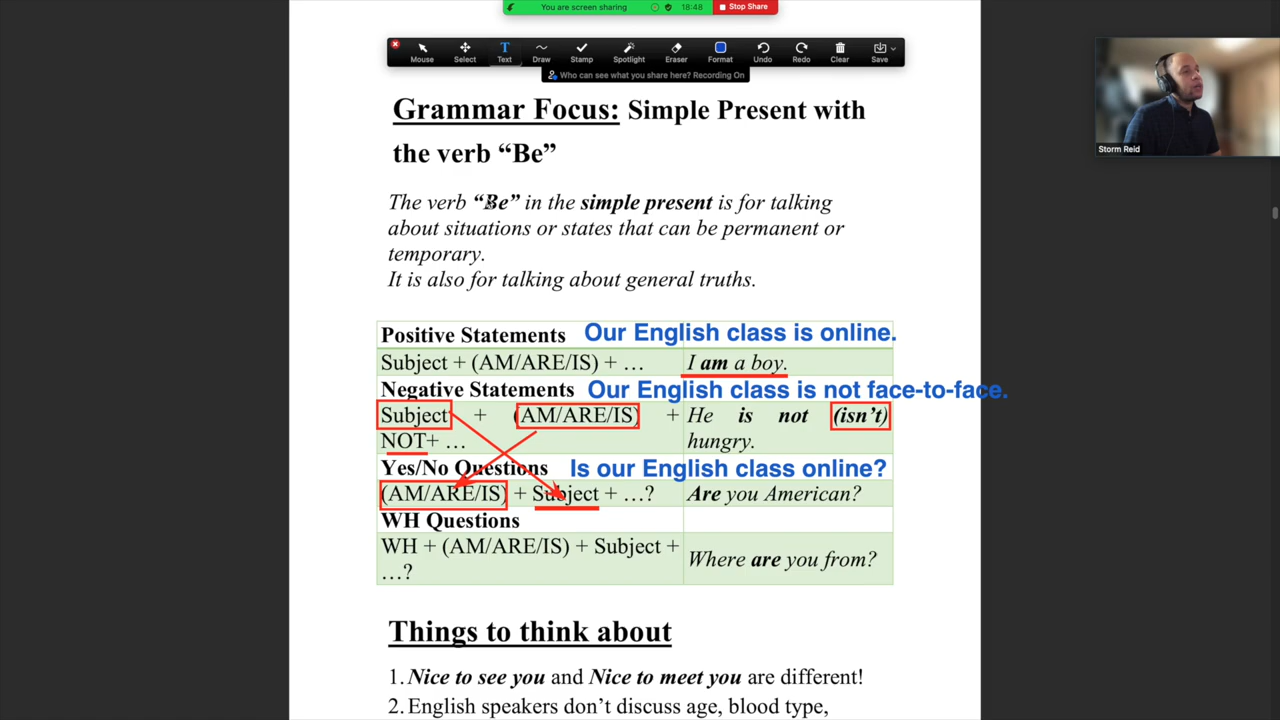 You are screen sharing 18:48 Stop Share
Mouse Select Text Draw Stamp Spotlight Eraser Format Undo Redo Clear Save
Who can see what you share here? Recording On
Storm Reid
Grammar Focus: Simple Present with
the verb “Be”
The verb “Be” in the simple present is for talking
about situations or states that can be permanent or
temporary.
It is also for talking about general truths.
Positive Statements Our English class is online.
Subject + (AM/ARE/IS) + … I am a boy.
Negative Statements Our English class is not face-to-face.
Subject + (AM/ARE/IS) + He is not (isn’t)
NOT+ … hungry.
Yes/No Questions Is our English class online?
(AM/ARE/IS) + Subject + …? Are you American?
WH Questions
WH + (AM/ARE/IS) + Subject + Where are you from?
…?
Things to think about
1. Nice to see you and Nice to meet you are different!
2. English speakers don’t discuss age, blood type,